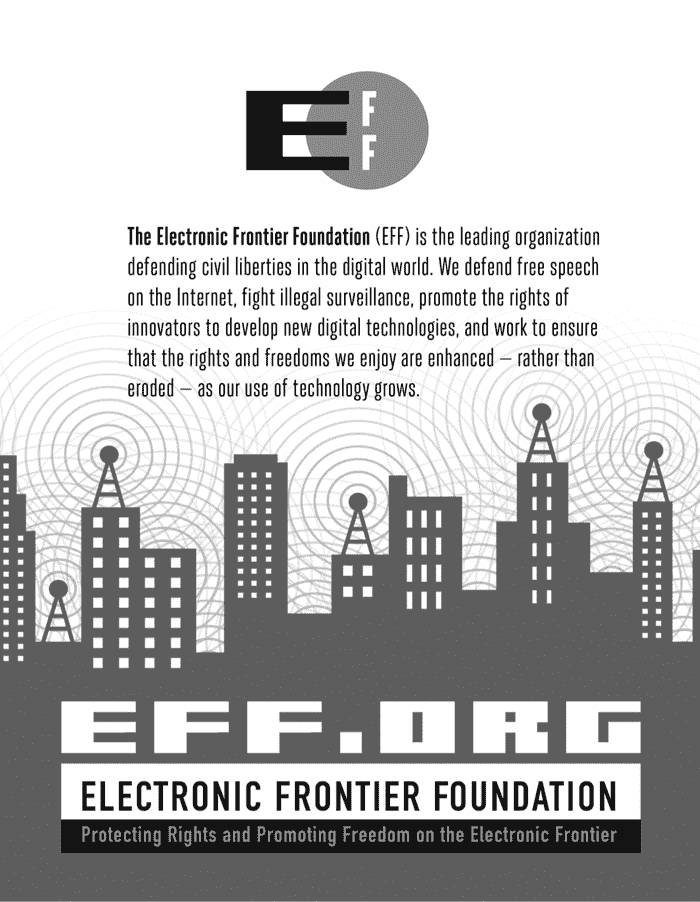 E F F
The Electronic Frontier Foundation (EFF) is the leading organization
defending civil liberties in the digital world. We defend free speech
on the Internet, fight illegal surveillance, promote the rights of
innovators to develop new digital technologies, and work to ensure
that the rights and freedoms we enjoy are enhanced – rather than
eroded – as our use of technology grows.
EFF.ORG
ELECTRONIC FRONTIER FOUNDATION
Protecting Rights and Promoting Freedom on the Electronic Frontier